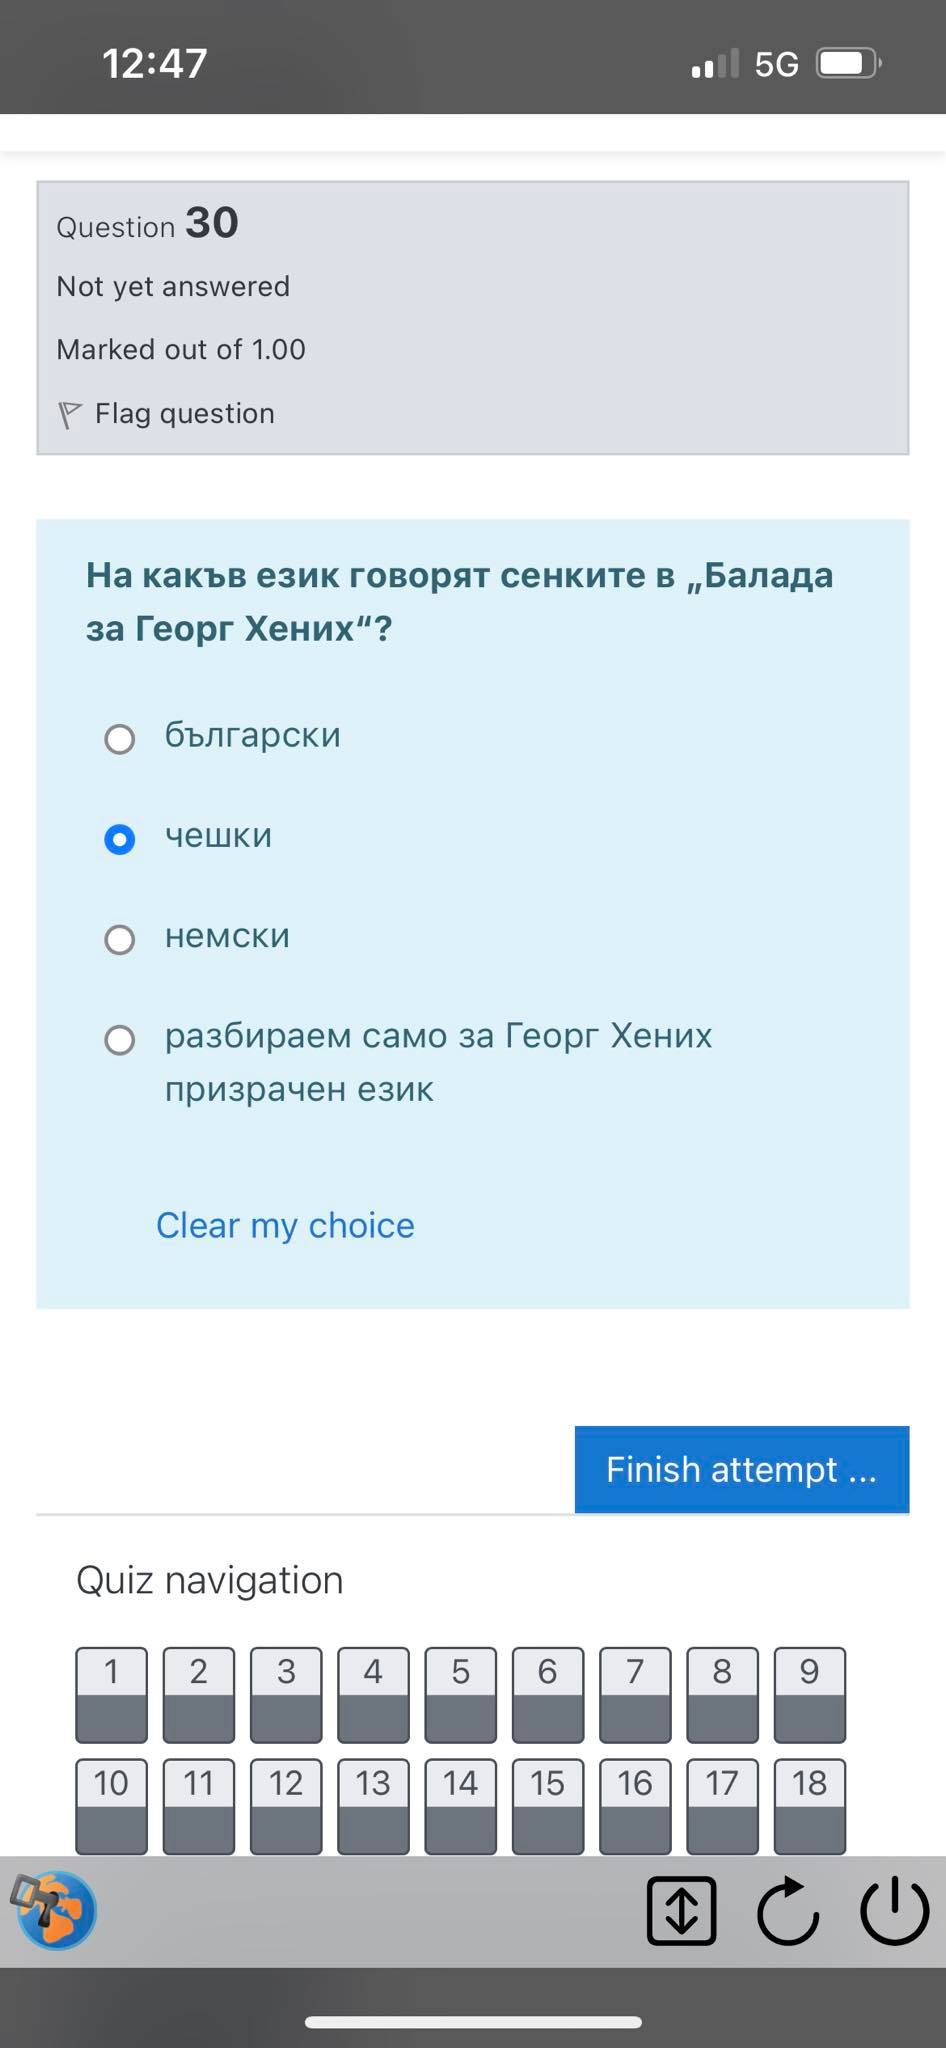 12:47
5G
Question 30
Not yet answered
Marked out of 1.00
Flag question
На какъв език говорят сенките в „Балада
за Георг Хених“?
български
чешки
немски
разбираем само за Георг Хених
призрачен език
Clear my choice
Finish attempt ...
Quiz navigation
1 2 3 4 5 6 7 8 9
10 11 12 13 14 15 16 17 18